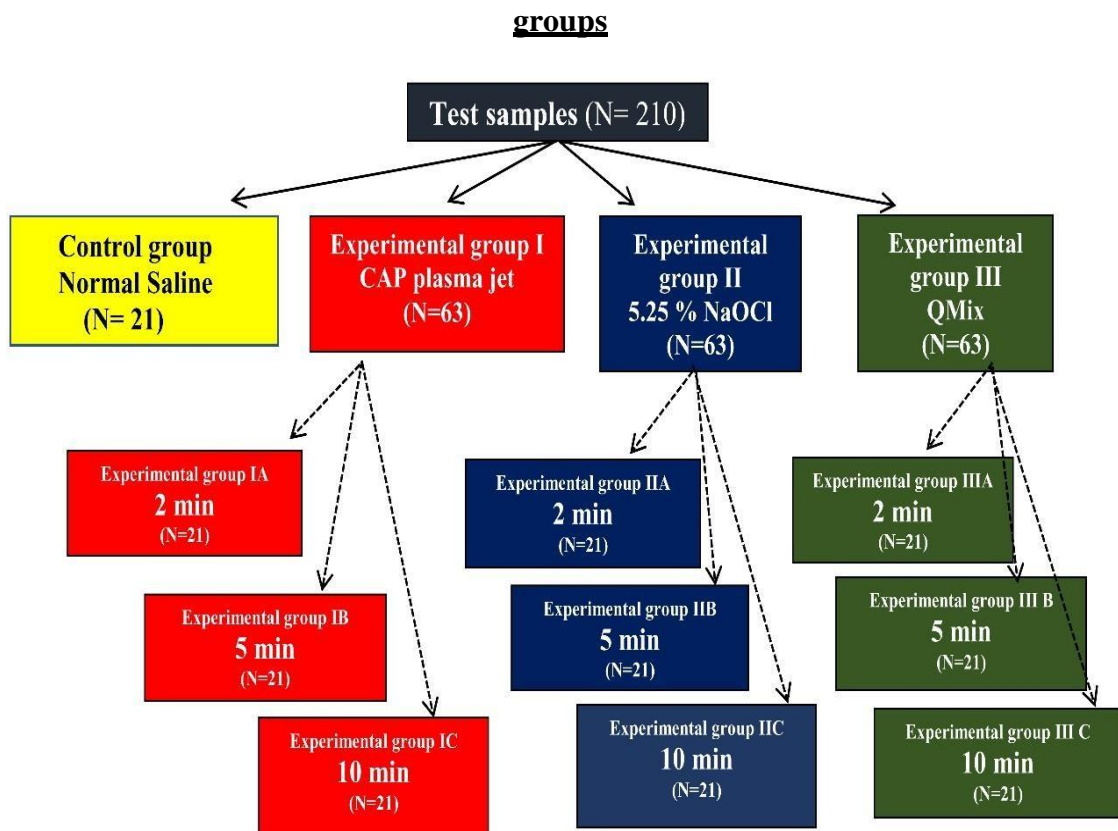 groups
Test samples (N= 210)
Control group
Normal Saline
(N= 21)
Experimental group I
CAP plasma jet
(N=63)
Experimental
group II
5.25 % NaOCl
(N=63)
Experimental
group III
QMix
(N=63)
Experimental group IA
2 min
(N=21)
Experimental group IIA
2 min
(N=21)
Experimental group IIIA
2 min
(N=21)
Experimental group IB
5 min
(N=21)
Experimental group IIB
5 min
(N=21)
Experimental group III B
5 min
(N=21)
Experimental group IC
10 min
(N=21)
Experimental group IIC
10 min
(N=21)
Experimental group III C
10 min
(N=21)